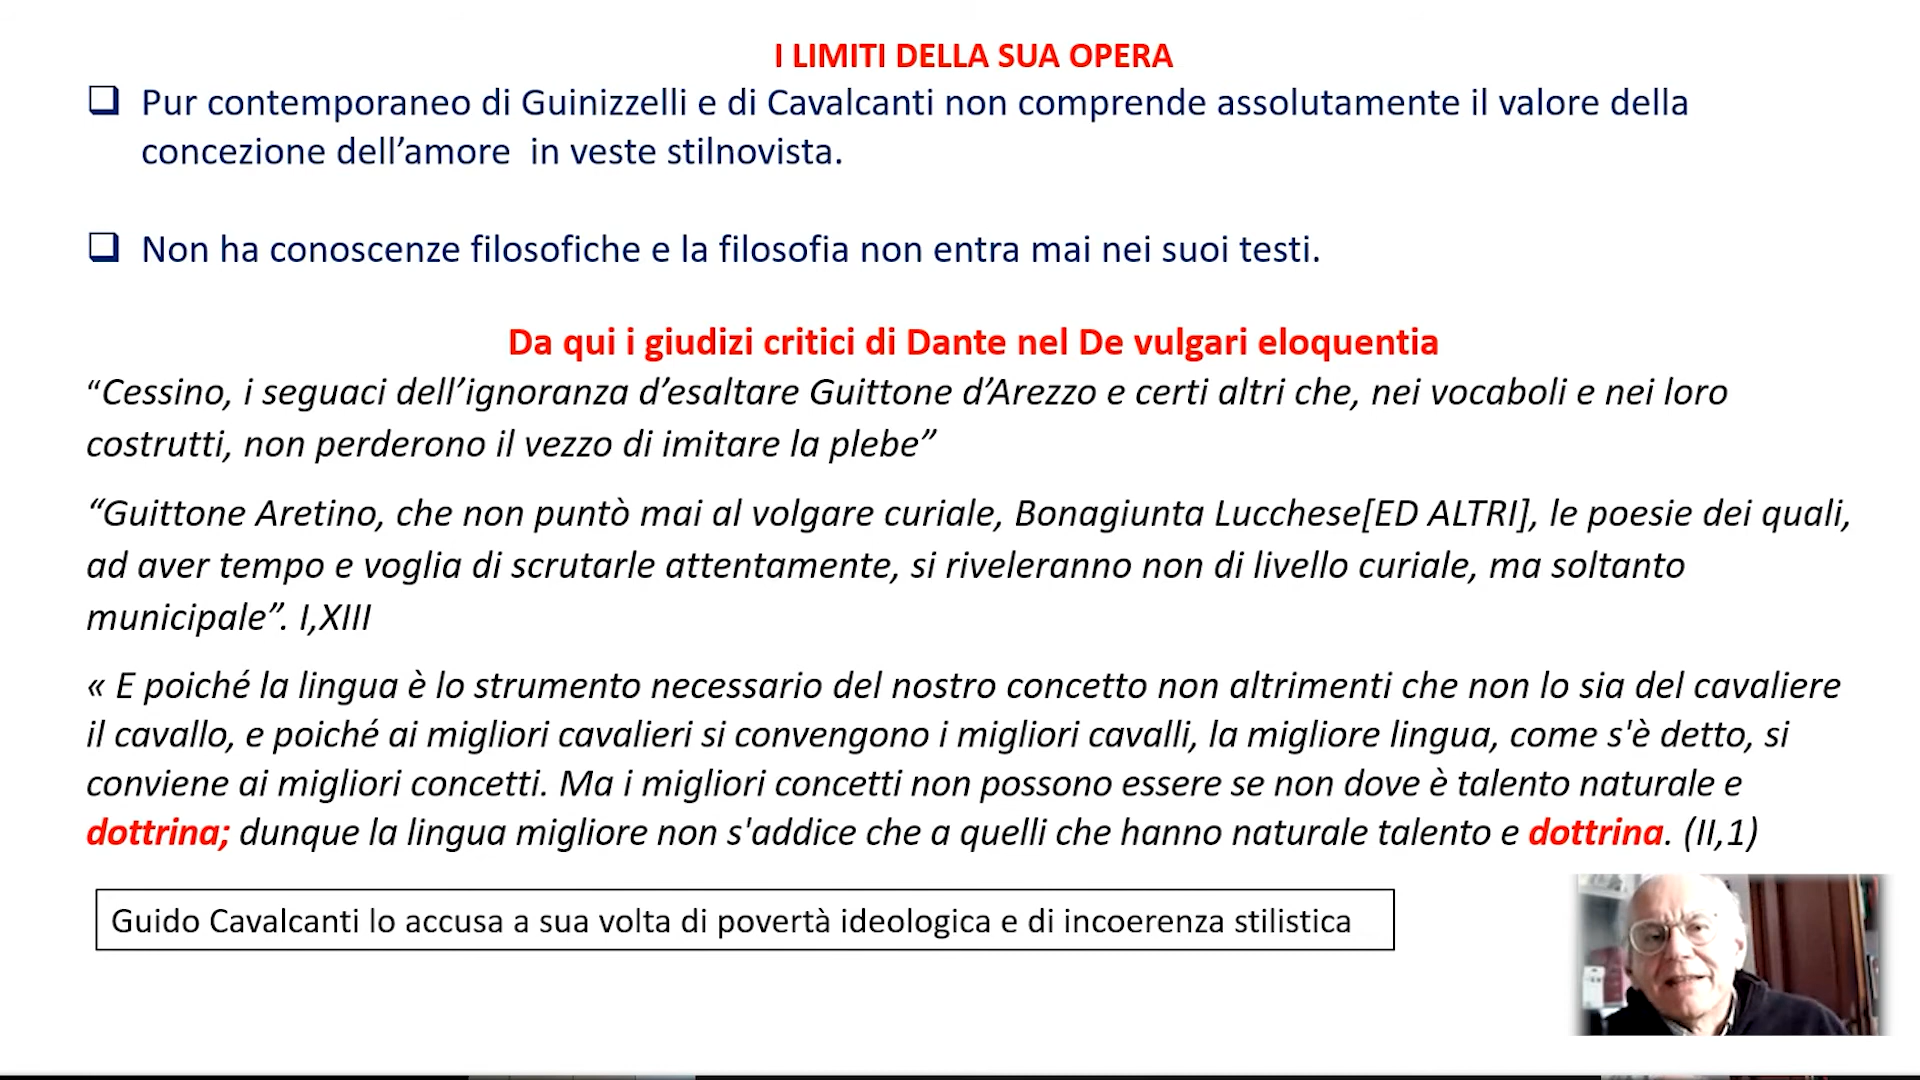 I LIMITI DELLA SUA OPERA
❑ Pur contemporaneo di Guinizzelli e di Cavalcanti non comprende assolutamente il valore della
concezione dell’amore  in veste stilnovista.
❑ Non ha conoscenze filosofiche e la filosofia non entra mai nei suoi testi.
Da qui i giudizi critici di Dante nel De vulgari eloquentia
“Cessino, i seguaci dell’ignoranza d’esaltare Guittone d’Arezzo e certi altri che, nei vocaboli e nei loro
costrutti, non perderono il vezzo di imitare la plebe”
“Guittone Aretino, che non puntò mai al volgare curiale, Bonagiunta Lucchese[ED ALTRI], le poesie dei quali,
ad aver tempo e voglia di scrutarle attentamente, si riveleranno non di livello curiale, ma soltanto
municipale”. I,XIII
« E poiché la lingua è lo strumento necessario del nostro concetto non altrimenti che non lo sia del cavaliere
il cavallo, e poiché ai migliori cavalieri si convengono i migliori cavalli, la migliore lingua, come s'è detto, si
conviene ai migliori concetti. Ma i migliori concetti non possono essere se non dove è talento naturale e
dottrina; dunque la lingua migliore non s'addice che a quelli che hanno naturale talento e dottrina. (II,1)
Guido Cavalcanti lo accusa a sua volta di povertà ideologica e di incoerenza stilistica